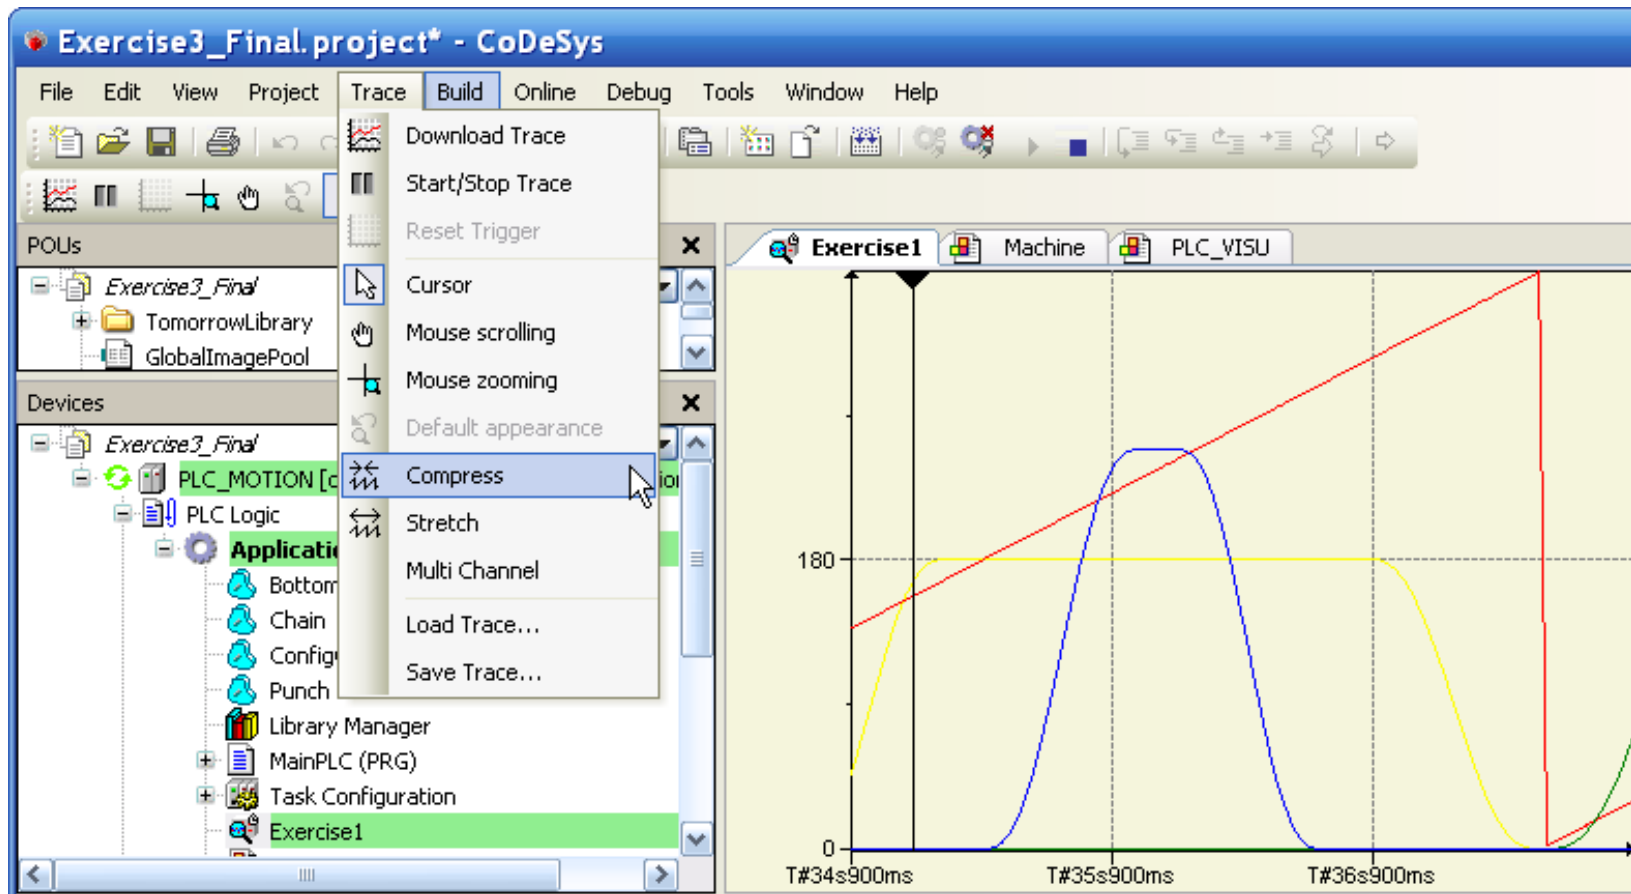 Exercise3_Final.project* - CoDeSys
File Edit View Project Trace Build Online Debug Tools Window Help
Download Trace
Start/Stop Trace
Reset Trigger
Cursor
Mouse scrolling
Mouse zooming
Default appearance
Compress
Stretch
Multi Channel
Load Trace...
Save Trace...
POUs
Exercise3_Final
TomorrowLibrary
GlobalImagePool
Devices
Exercise3_Final
PLC_MOTION [c
PLC Logic
Applicatio
Bottom
Chain
Config
Punch
Library Manager
MainPLC (PRG)
Task Configuration
Exercise1
Exercise1 Machine PLC_VISU
180
0
T#34s900ms T#35s900ms T#36s900ms